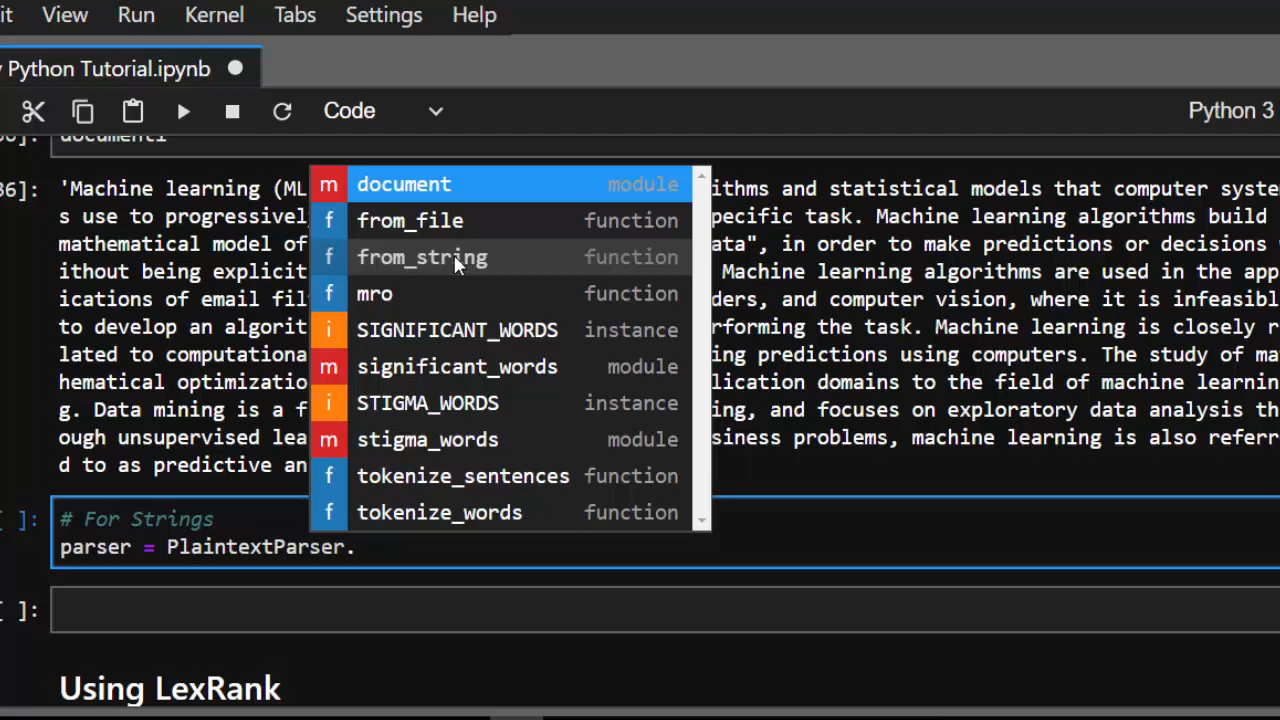 it View Run Kernel Tabs Settings Help
y Python Tutorial.ipynb
Code Python 3
document1
36]: 'Machine learning (ML ithms and statistical models that computer syste
s use to progressively pecific task. Machine learning algorithms build
mathematical model of ata", in order to make predictions or decisions
ithout being explicit Machine learning algorithms are used in the app
ications of email fil ders, and computer vision, where it is infeasibl
to develop an algorit rforming the task. Machine learning is closely r
lated to computationa ng predictions using computers. The study of ma
hematical optimizatio lication domains to the field of machine learnin
g. Data mining is a f ng, and focuses on exploratory data analysis th
ough unsupervised lea siness problems, machine learning is also referr
d to as predictive an
m document module
f from_file function
f from_string function
f mro function
i SIGNIFICANT_WORDS instance
m significant_words module
i STIGMA_WORDS instance
m stigma_words module
f tokenize_sentences function
f tokenize_words function
[ ]: # For Strings
parser = PlaintextParser.
[ ]:
Using LexRank